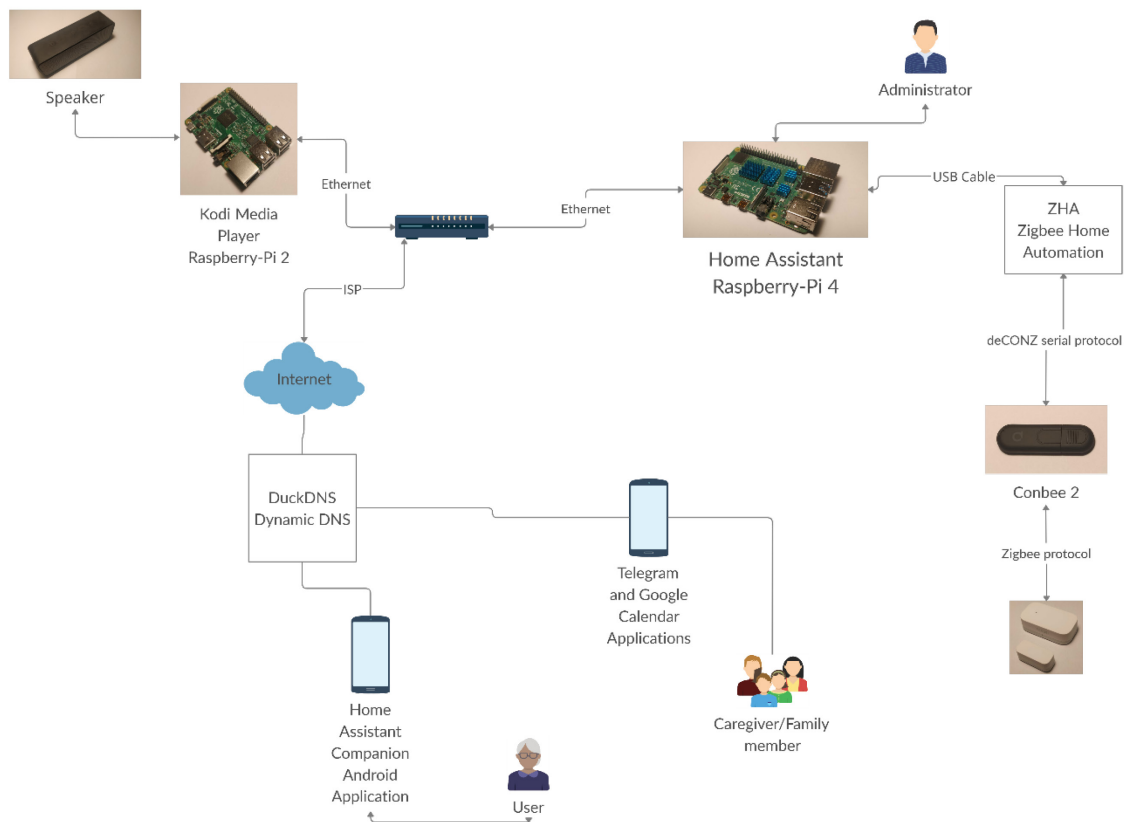 Speaker
Administrator
Ethernet
USB Cable
Kodi Media
Player
Raspberry-Pi 2
Ethernet
Home Assistant
Raspberry-Pi 4
ZHA
Zigbee Home
Automation
ISP
Internet
deCONZ serial protocol
DuckDNS
Dynamic DNS
Conbee 2
Zigbee protocol
Telegram
and Google
Calendar
Applications
Home
Assistant
Companion
Android
Application
Caregiver/Family
member
User